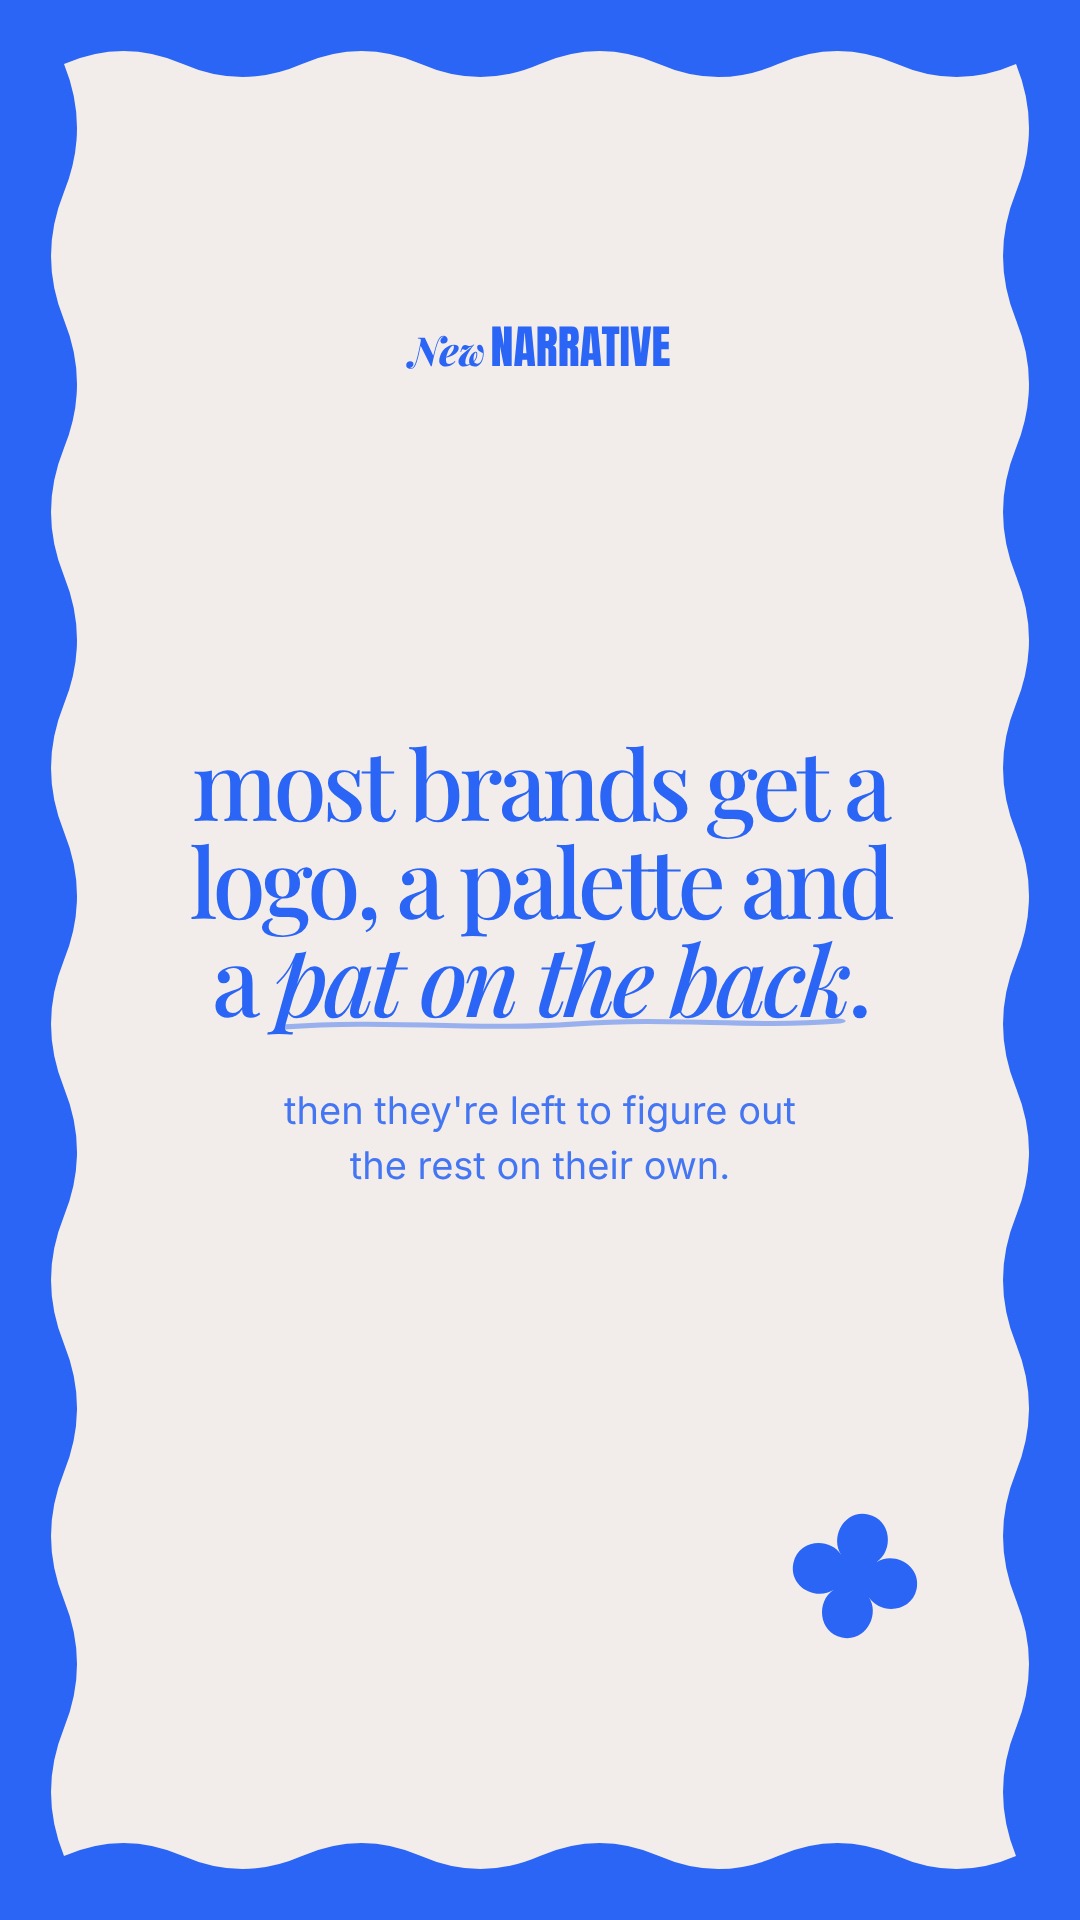 New NARRATIVE
most brands get a
logo, a palette and
a pat on the back.
then they're left to figure out
the rest on their own.